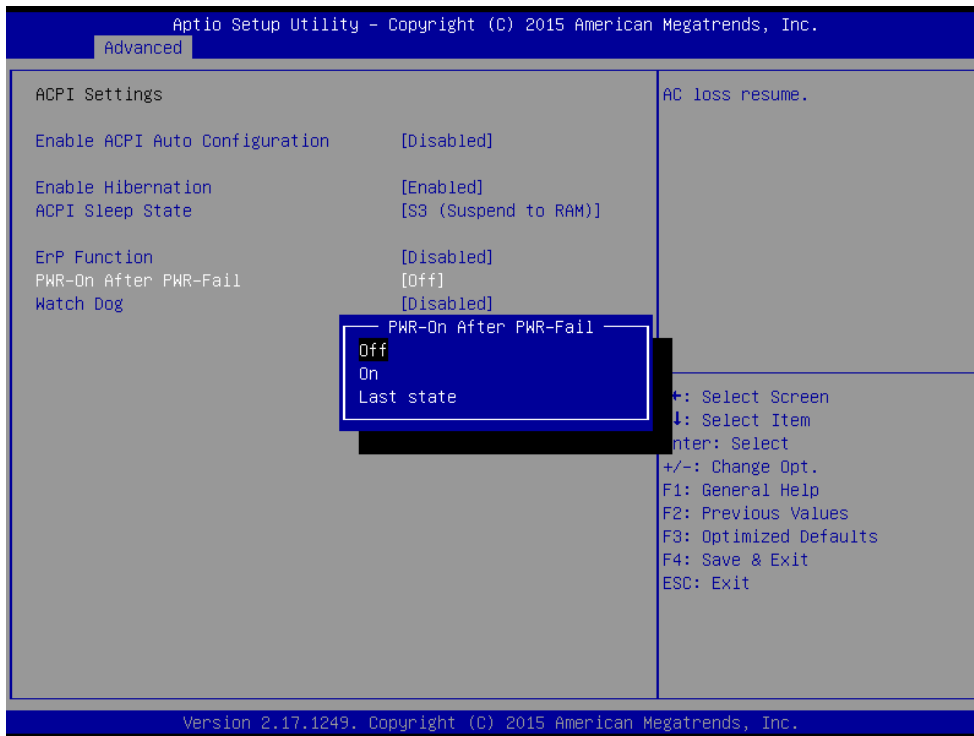 Aptio Setup Utility – Copyright (C) 2015 American Megatrends, Inc.
Advanced
ACPI Settings
Enable ACPI Auto Configuration [Disabled]
Enable Hibernation [Enabled]
ACPI Sleep State [S3 (Suspend to RAM)]
ErP Function [Disabled]
PWR-On After PWR-Fail [Off]
Watch Dog [Disabled]
PWR-On After PWR-Fail
Off
On
Last state
AC loss resume.
: Select Screen
↓: Select Item
nter: Select
+/-: Change Opt.
F1: General Help
F2: Previous Values
F3: Optimized Defaults
F4: Save & Exit
ESC: Exit
Version 2.17.1249. Copyright (C) 2015 American Megatrends, Inc.